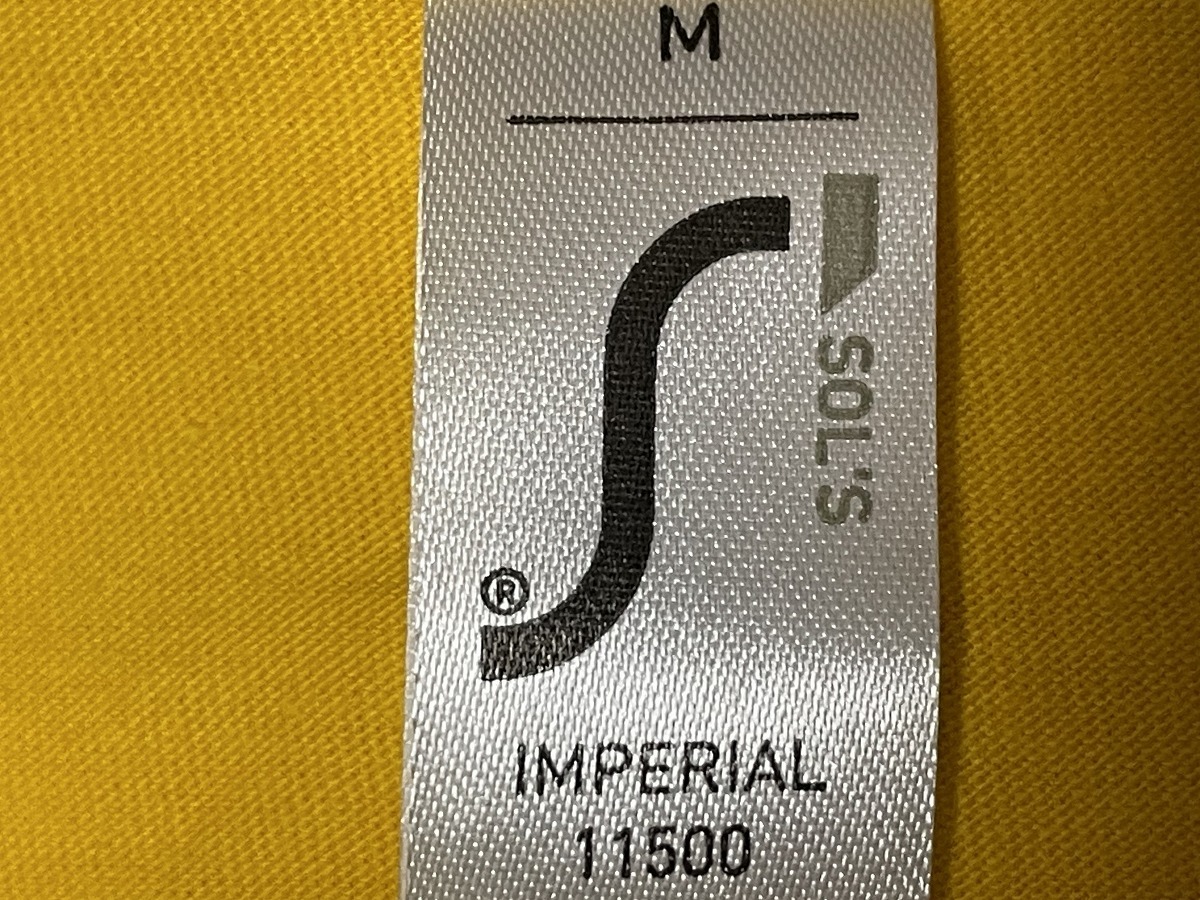 M
SOL'S
®
IMPERIAL
11500